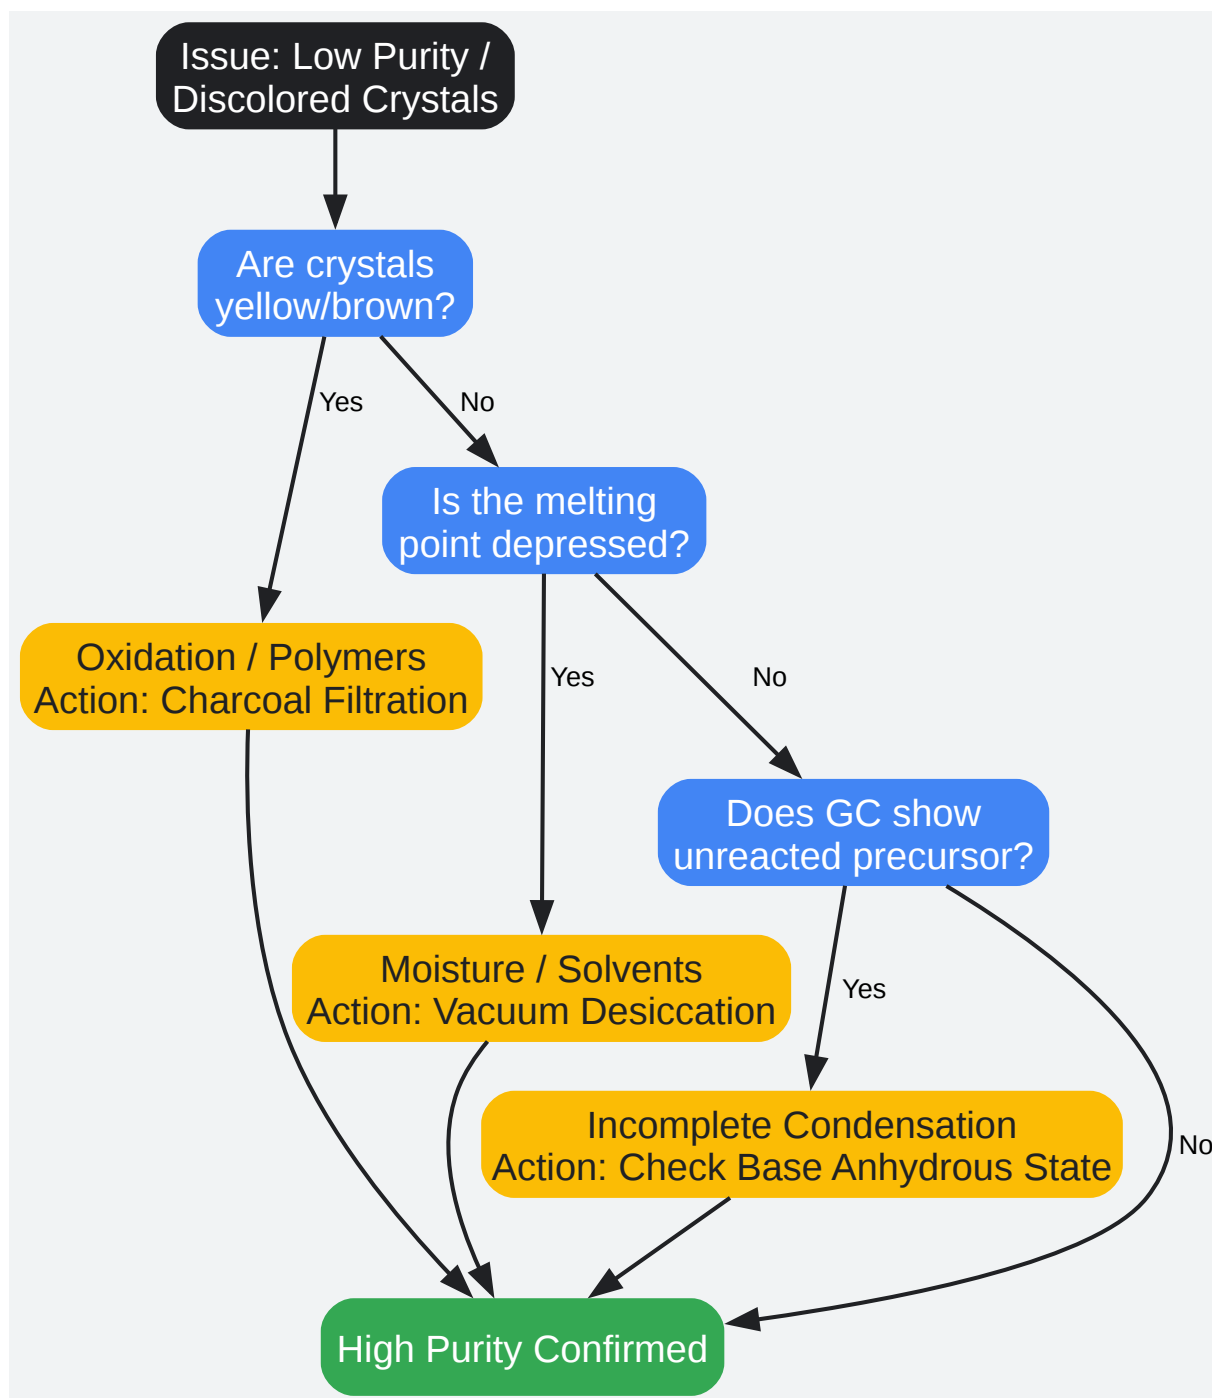 Issue: Low Purity /
Discolored Crystals
Are crystals
yellow/brown?
Yes
No
Is the melting
point depressed?
Oxidation / Polymers
Action: Charcoal Filtration
Yes
No
Does GC show
unreacted precursor?
Moisture / Solvents
Action: Vacuum Desiccation
Yes
Incomplete Condensation
Action: Check Base Anhydrous State
No
High Purity Confirmed